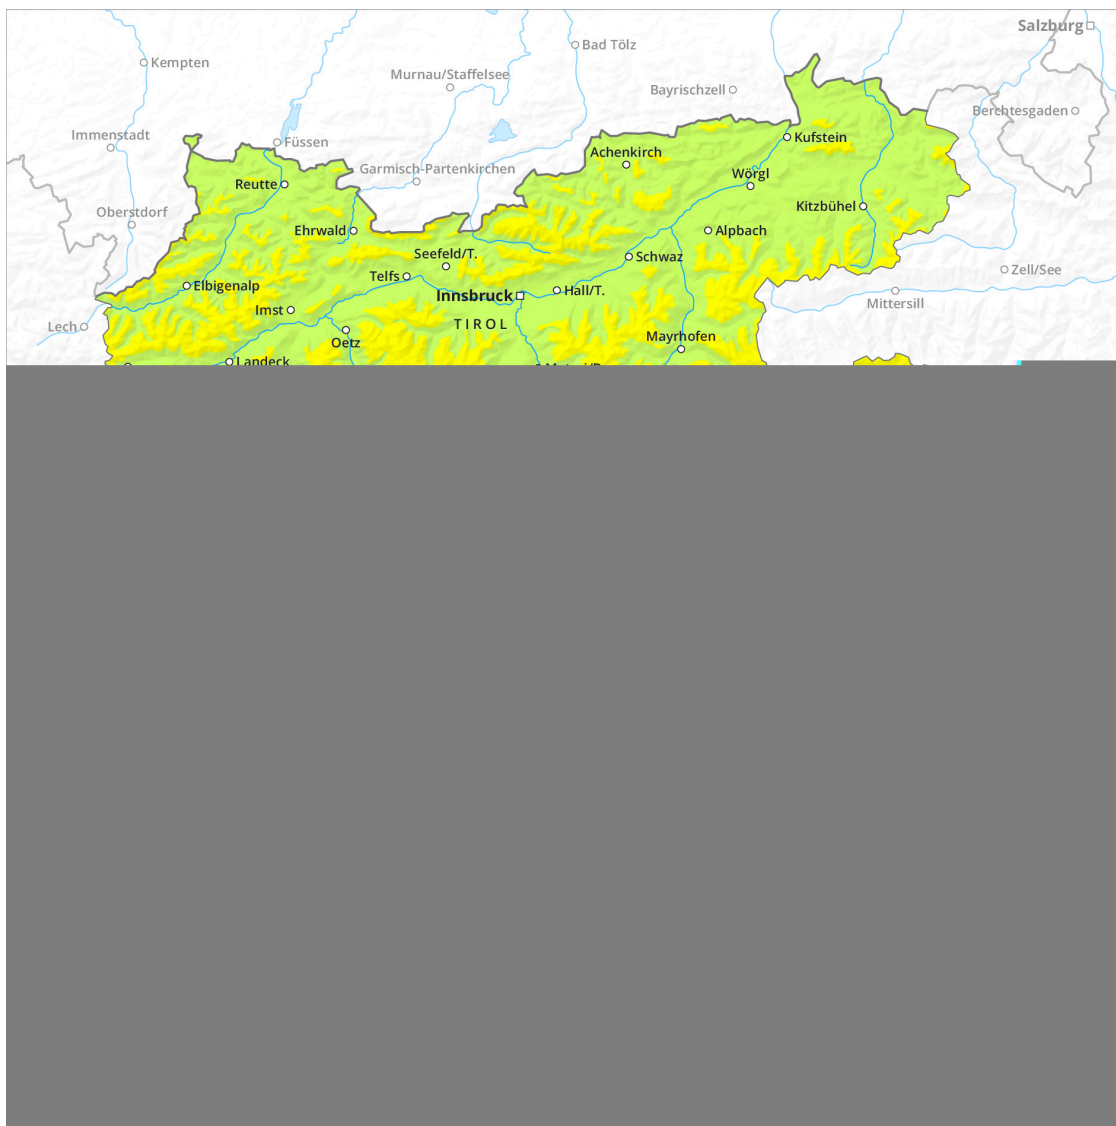 Salzburg
Bad Tölz
Kempten
Murnau/Staffelsee
Bayrischzell
Berchtesgaden
Immenstadt
Füssen
Kufstein
Achenkirch
Garmisch-Partenkirchen
Wörgl
Reutte
Kitzbühel
Oberstdorf
Ehrwald
Alpbach
Seefeld/T.
Schwaz
Telfs
Zell/See
Elbigenalp
Innsbruck
Hall/T.
Mittersill
Imst
TIROL
Lech
Mayrhofen
Oetz
Landeck